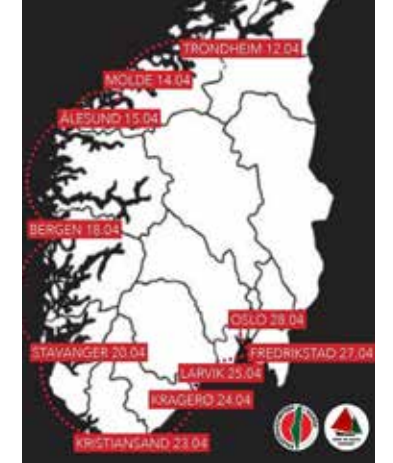 TRONDHEIM 12.04
MOLDE 14.04
ÅLESUND 15.04
BERGEN 18.04
OSLO 28.04
STAVANGER 20.04
FREDRIKSTAD 27.04
LARVIK 25.04
KRAGERØ 24.04
KRISTIANSAND 23.04